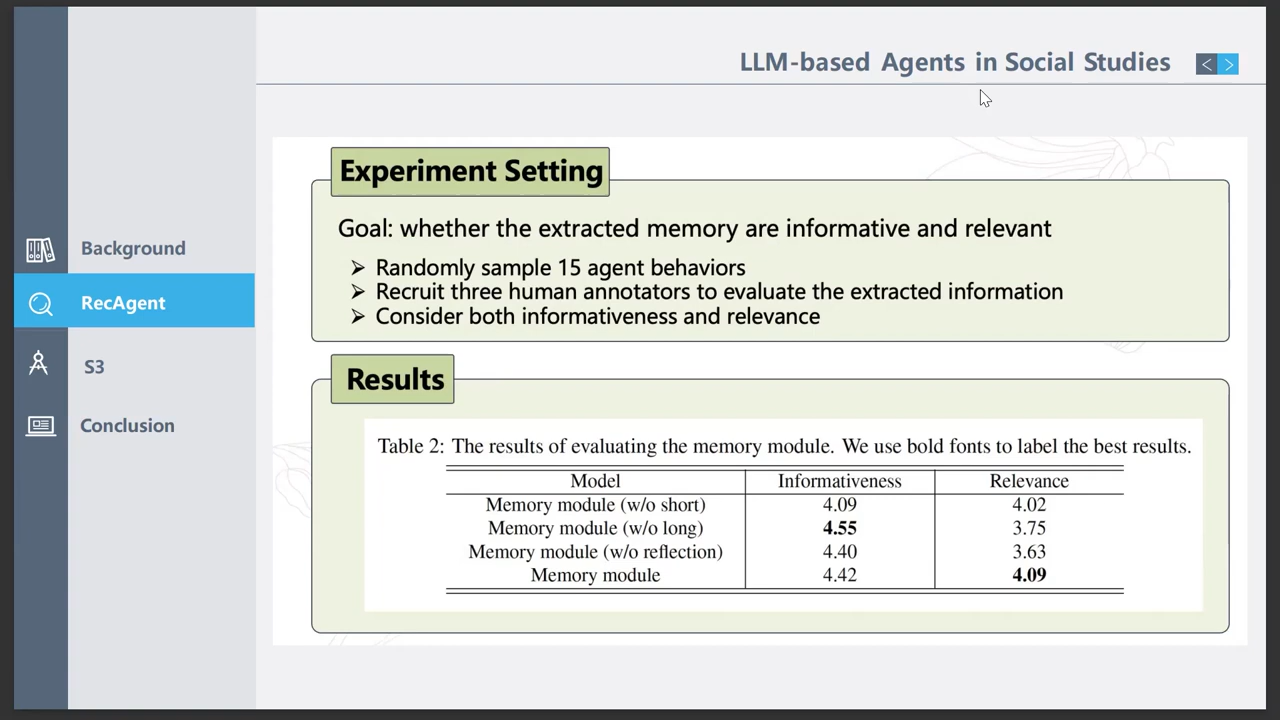 LLM-based Agents in Social Studies
< >
Background
RecAgent
S3
Conclusion
Experiment Setting
Goal: whether the extracted memory are informative and relevant
➢ Randomly sample 15 agent behaviors
➢ Recruit three human annotators to evaluate the extracted information
➢ Consider both informativeness and relevance
Results
Table 2: The results of evaluating the memory module. We use bold fonts to label the best results.
Model Informativeness Relevance
Memory module (w/o short) 4.09 4.02
Memory module (w/o long) 4.55 3.75
Memory module (w/o reflection) 4.40 3.63
Memory module 4.42 4.09